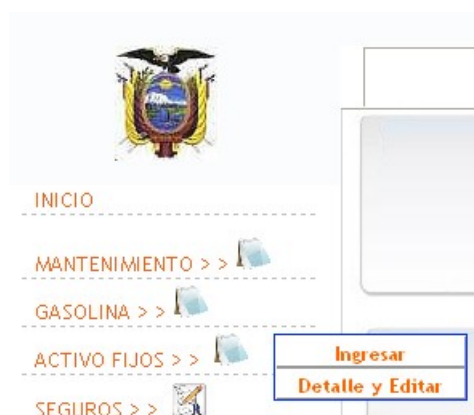 INICIO
MANTENIMIENTO > >
GASOLINA > >
ACTIVO FIJOS > >
Ingresar
Detalle y Editar
SEGUROS > >